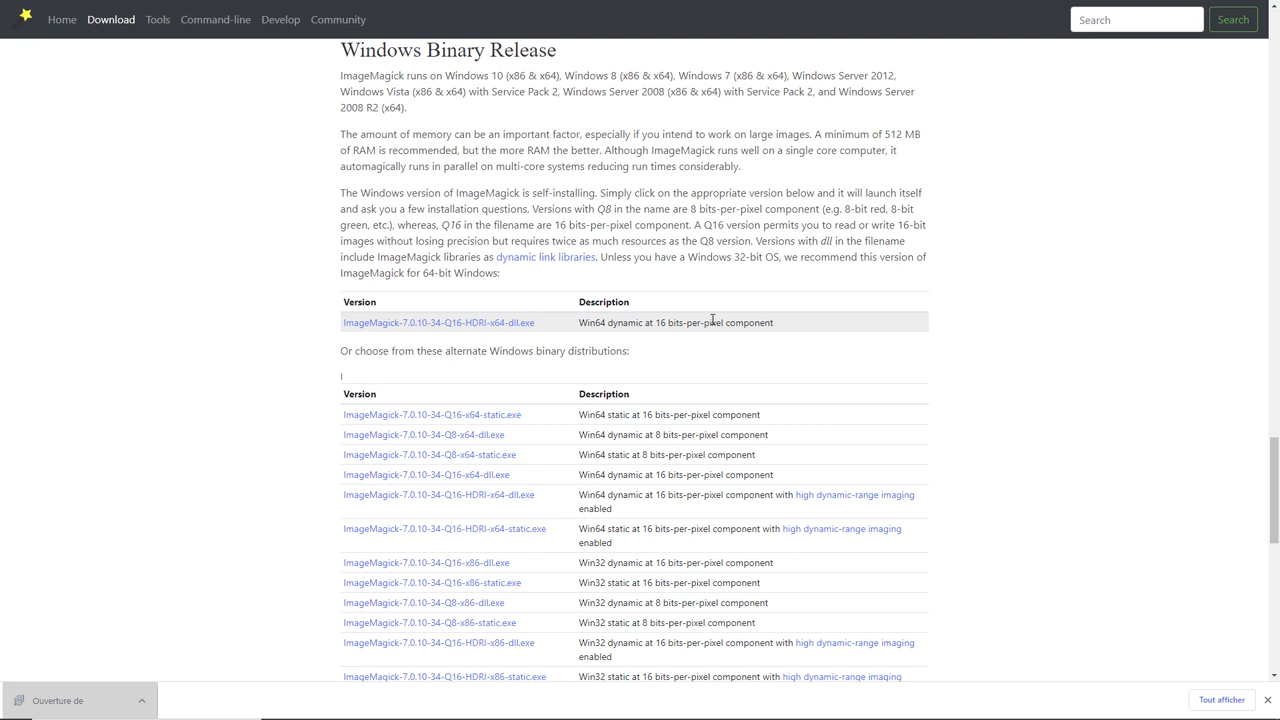 Home Download Tools Command-line Develop Community Search Search
Windows Binary Release
ImageMagick runs on Windows 10 (x86 & x64), Windows 8 (x86 & x64), Windows 7 (x86 & x64), Windows Server 2012,
Windows Vista (x86 & x64) with Service Pack 2, Windows Server 2008 (x86 & x64) with Service Pack 2, and Windows Server
2008 R2 (x64).
The amount of memory can be an important factor, especially if you intend to work on large images. A minimum of 512 MB
of RAM is recommended, but the more RAM the better. Although ImageMagick runs well on a single core computer, it
automagically runs in parallel on multi-core systems reducing run times considerably.
The Windows version of ImageMagick is self-installing. Simply click on the appropriate version below and it will launch itself
and ask you a few installation questions. Versions with Q8 in the name are 8 bits-per-pixel component (e.g. 8-bit red, 8-bit
green, etc.), whereas, Q16 in the filename are 16 bits-per-pixel component. A Q16 version permits you to read or write 16-bit
images without losing precision but requires twice as much resources as the Q8 version. Versions with dll in the filename
include ImageMagick libraries as dynamic link libraries. Unless you have a Windows 32-bit OS, we recommend this version of
ImageMagick for 64-bit Windows:
Version Description
ImageMagick-7.0.10-34-Q16-HDRI-x64-dll.exe Win64 dynamic at 16 bits-per-pixel component
Or choose from these alternate Windows binary distributions:
|
Version Description
ImageMagick-7.0.10-34-Q16-x64-static.exe Win64 static at 16 bits-per-pixel component
ImageMagick-7.0.10-34-Q8-x64-dll.exe Win64 dynamic at 8 bits-per-pixel component
ImageMagick-7.0.10-34-Q8-x64-static.exe Win64 static at 8 bits-per-pixel component
ImageMagick-7.0.10-34-Q16-x64-dll.exe Win64 dynamic at 16 bits-per-pixel component
ImageMagick-7.0.10-34-Q16-HDRI-x64-dll.exe Win64 dynamic at 16 bits-per-pixel component with high dynamic-range imaging
enabled
ImageMagick-7.0.10-34-Q16-HDRI-x64-static.exe Win64 static at 16 bits-per-pixel component with high dynamic-range imaging
enabled
ImageMagick-7.0.10-34-Q16-x86-dll.exe Win32 dynamic at 16 bits-per-pixel component
ImageMagick-7.0.10-34-Q16-x86-static.exe Win32 static at 16 bits-per-pixel component
ImageMagick-7.0.10-34-Q8-x86-dll.exe Win32 dynamic at 8 bits-per-pixel component
ImageMagick-7.0.10-34-Q8-x86-static.exe Win32 static at 8 bits-per-pixel component
ImageMagick-7.0.10-34-Q16-HDRI-x86-dll.exe Win32 dynamic at 16 bits-per-pixel component with high dynamic-range imaging
enabled
ImageMagick-7.0.10-34-Q16-HDRI-x86-static.exe Win32 static at 16 bits-per-pixel component with high dynamic-range imaging
Ouverture de Tout afficher